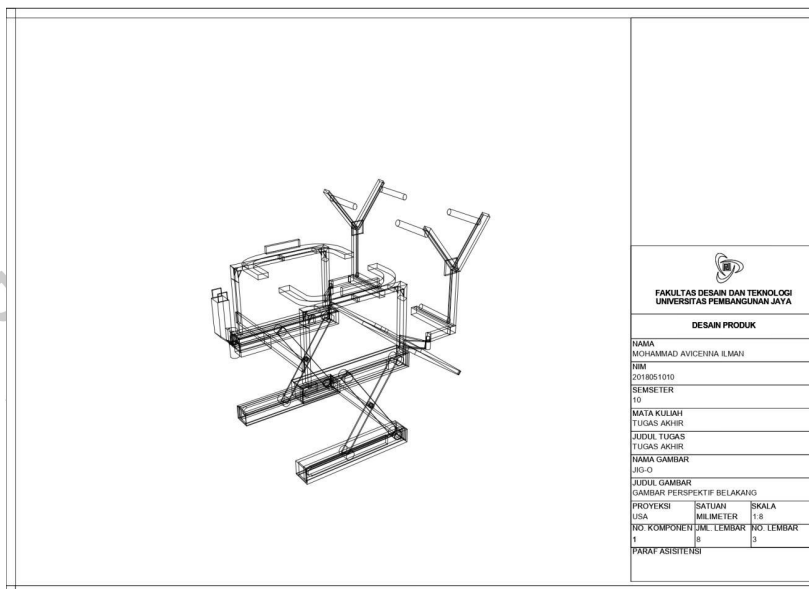 FAKULTAS DESAIN DAN TEKNOLOGI
UNIVERSITAS PEMBANGUNAN JAYA
DESAIN PRODUK
NAMA
MOHAMMAD AVICENNA ILMAN
NIM
2018051010
SEMSETER
10
MATA KULIAH
TUGAS AKHIR
JUDUL TUGAS
TUGAS AKHIR
NAMA GAMBAR
JIG-O
JUDUL GAMBAR
GAMBAR PERSPEKTIF BELAKANG
PROYEKSI SATUAN SKALA
USA MILIMETER 1:8
NO. KOMPONEN JML. LEMBAR NO. LEMBAR
1 8 3
PARAF ASISITENSI